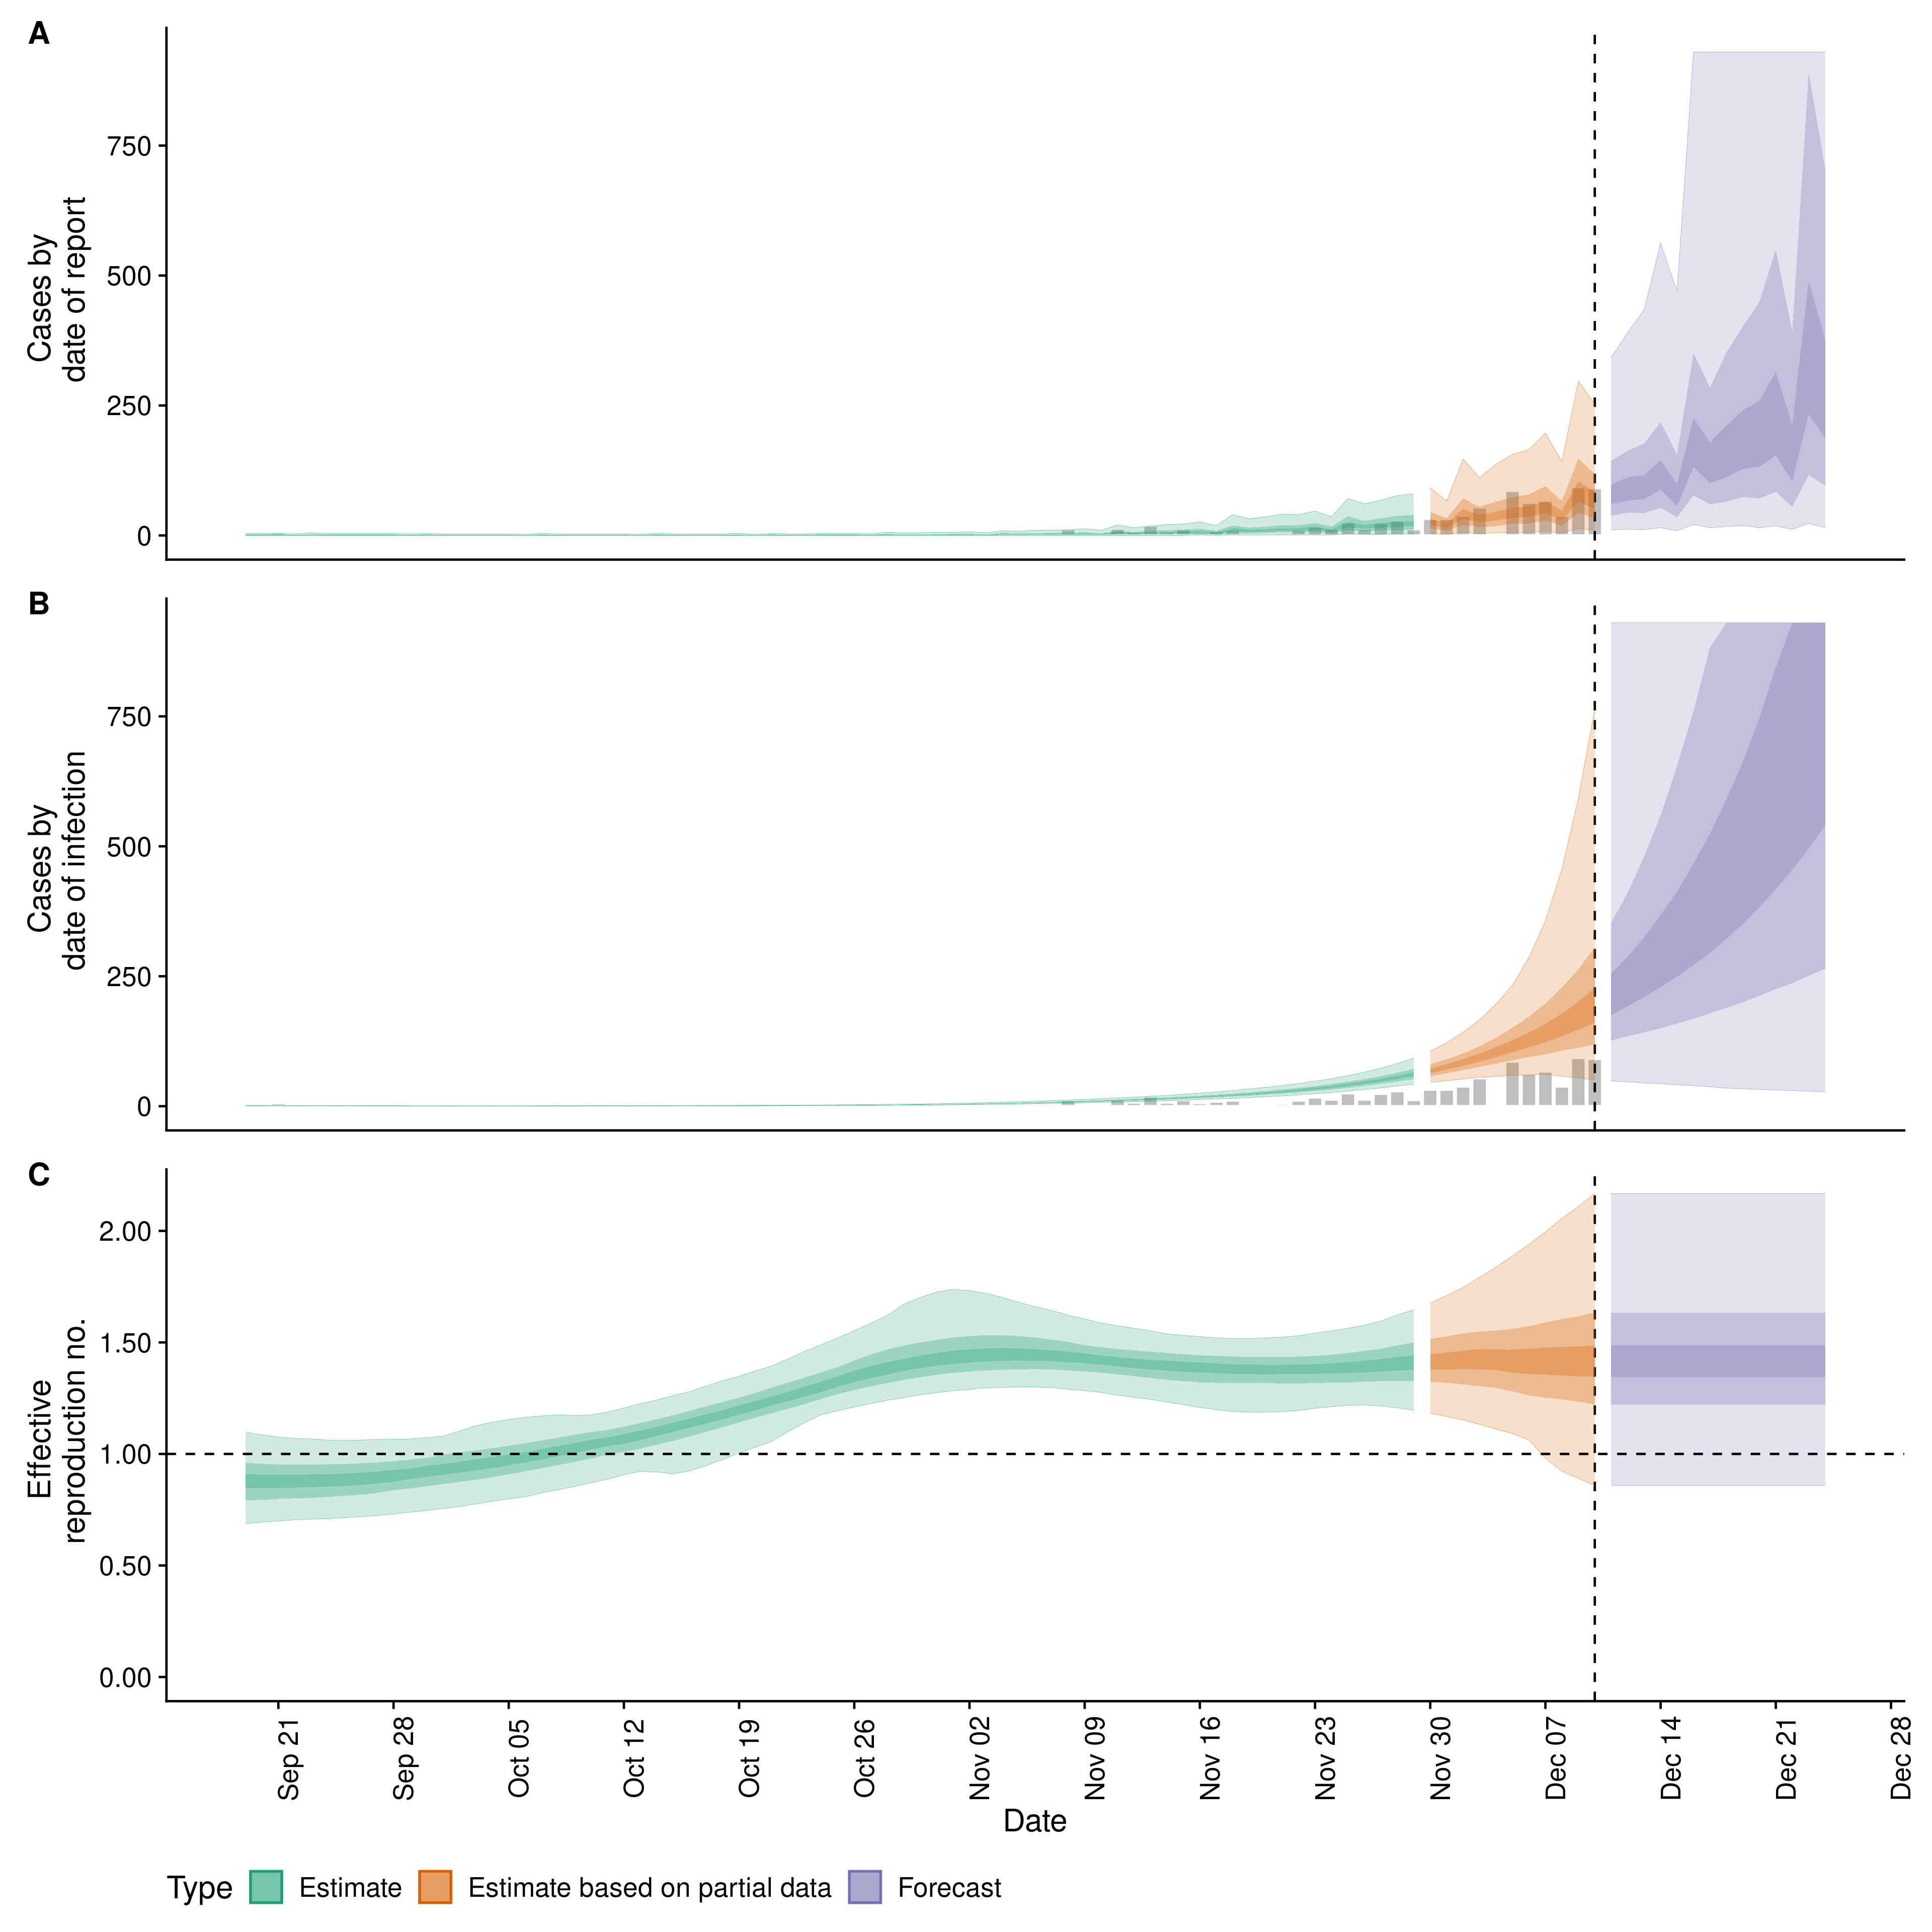 A
Cases by
date of report
750
500
250
0
B
Cases by
date of infection
750
500
250
0
C
Effective
reproduction no.
2.00
1.50
1.00
0.50
0.00
Sep 21
Sep 28
Oct 05
Oct 12
Oct 19
Oct 26
Nov 02
Nov 09
Nov 16
Nov 23
Nov 30
Dec 07
Dec 14
Dec 21
Dec 28
Date
Type Estimate Estimate based on partial data Forecast